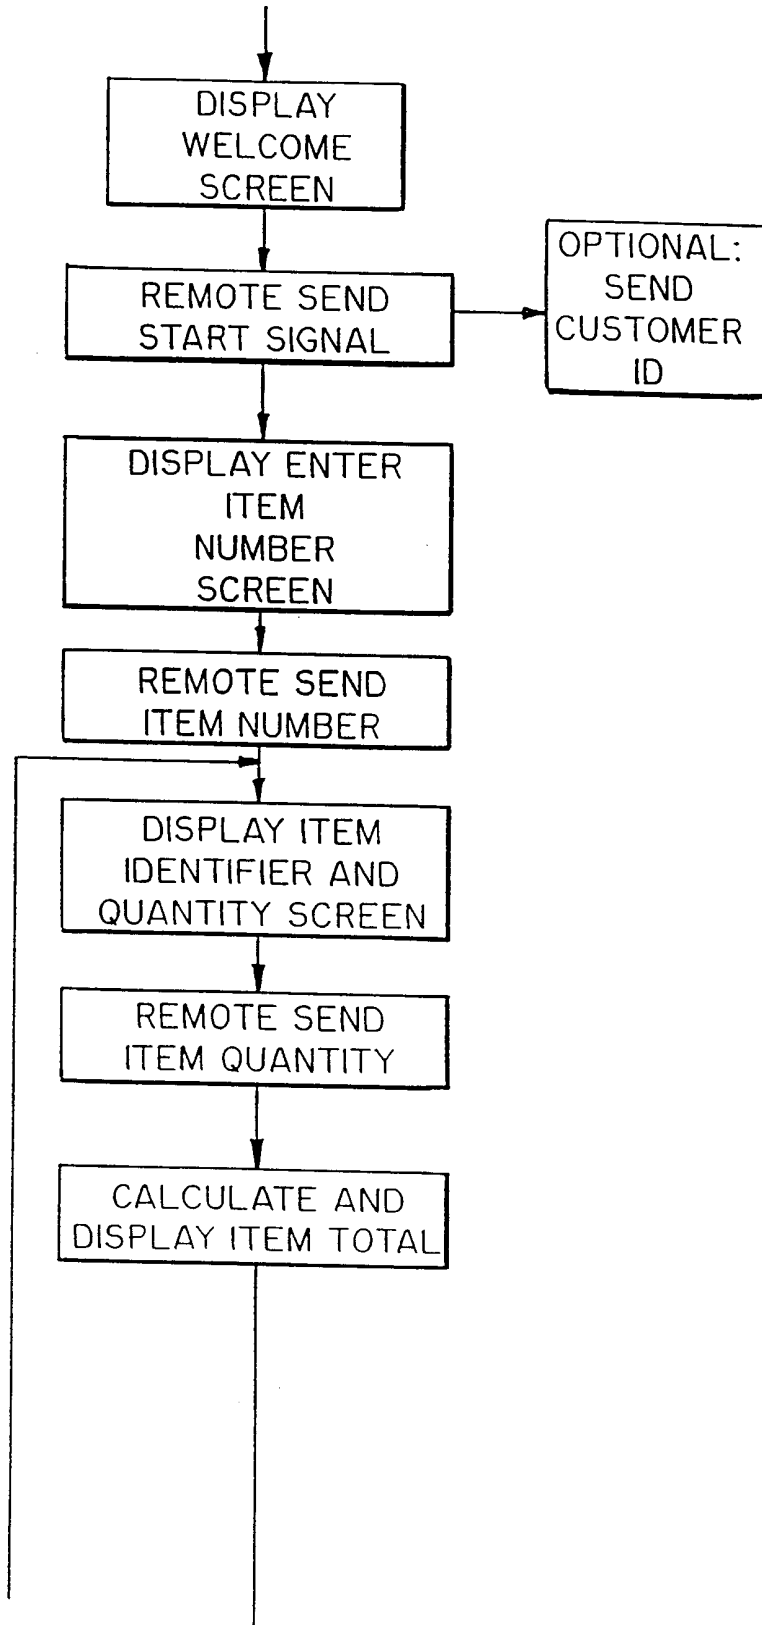 DISPLAY
WELCOME
SCREEN
REMOTE SEND
START SIGNAL
OPTIONAL:
SEND
CUSTOMER
ID
DISPLAY ENTER
ITEM
NUMBER
SCREEN
REMOTE SEND
ITEM NUMBER
DISPLAY ITEM
IDENTIFIER AND
QUANTITY SCREEN
REMOTE SEND
ITEM QUANTITY
CALCULATE AND
DISPLAY ITEM TOTAL